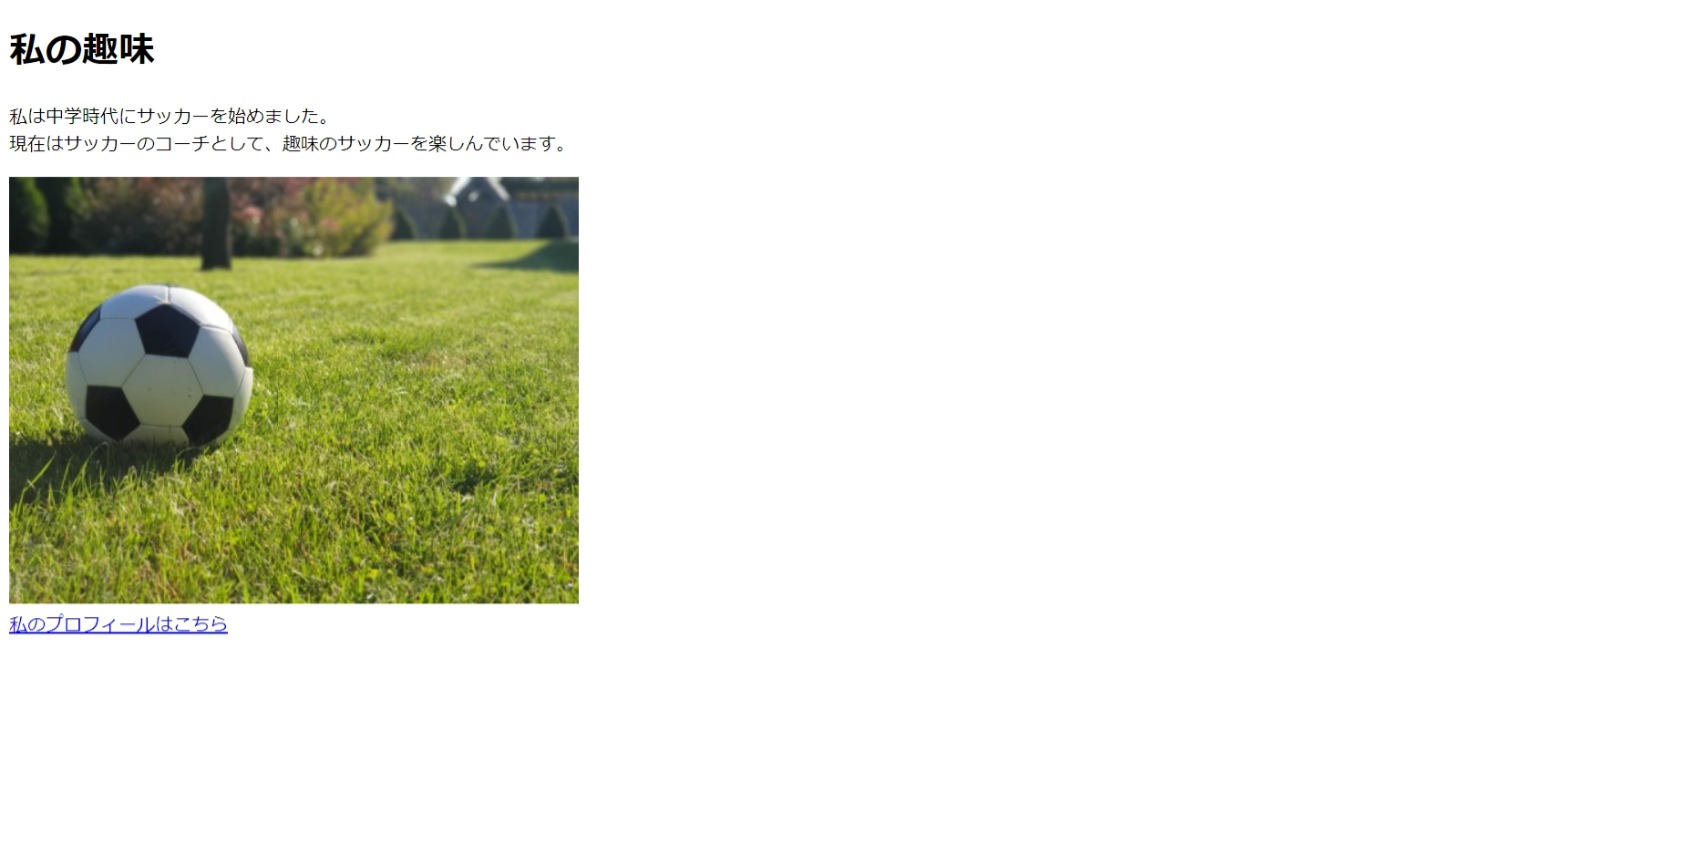 私の趣味
私は中学時代にサッカーを始めました。
現在はサッカーのコーチとして、趣味のサッカーを楽しんでいます。
私のプロフィールはこちら